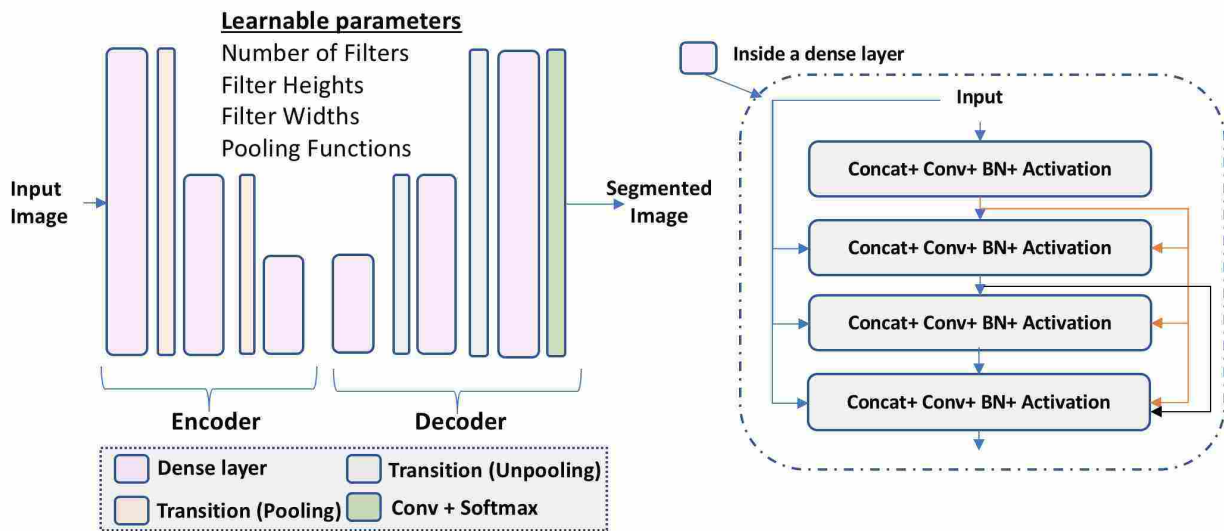 Learnable parameters
Number of Filters
Filter Heights
Filter Widths
Pooling Functions
Input
Image
Segmented
Image
Encoder
Decoder
Dense layer
Transition (Unpooling)
Transition (Pooling)
Conv + Softmax
Inside a dense layer
Input
Concat+ Conv+ BN+ Activation
Concat+ Conv+ BN+ Activation
Concat+ Conv+ BN+ Activation
Concat+ Conv+ BN+ Activation